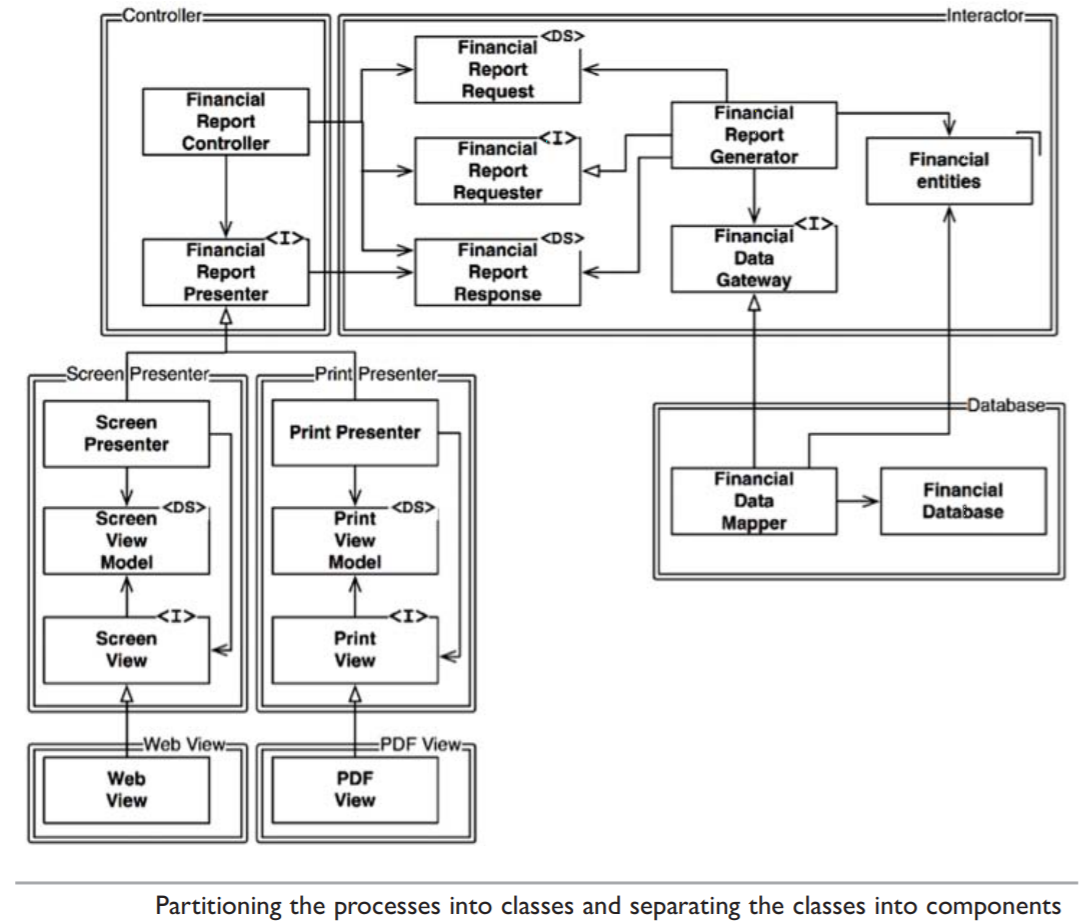 Controller
Interactor
Financial
Report
Controller
<I>
Financial
Report
Presenter
<DS>
Financial
Report
Request
<I>
Financial
Report
Requester
<DS>
Financial
Report
Response
Financial
Report
Generator
<I>
Financial
Data
Gateway
Financial
entities
Screen Presenter
Screen
Presenter
<DS>
Screen
View
Model
<I>
Screen
View
Print Presenter
Print Presenter
<DS>
Print
View
Model
<I>
Print
View
Database
Financial
Data
Mapper
Financial
Database
Web View
Web
View
PDF View
PDF
View
Partitioning the processes into classes and separating the classes into components